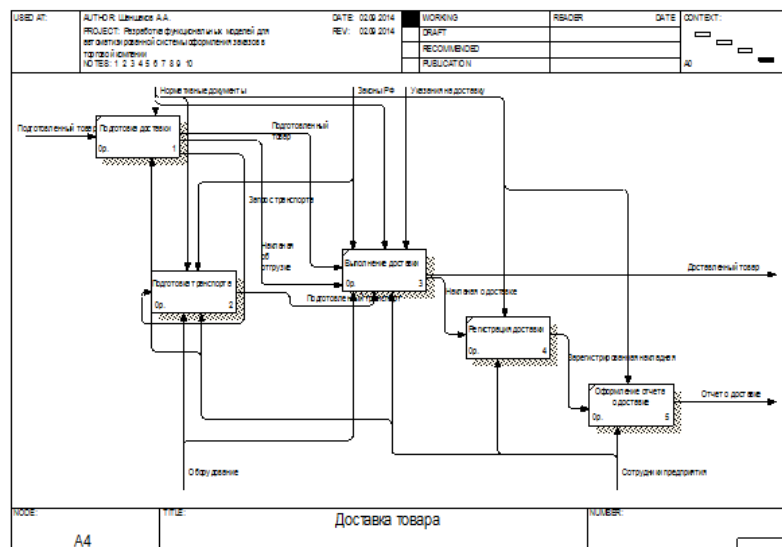 USED AT:
AUTHOR: Шаншаков А.А.
DATE: 02.09.2014
WORKING
READER
DATE
CONTEXT:
PROJECT: Разработка функциональных моделей для
REV: 02.09.2014
DRAFT
автоматизированной системы оформления заказов в
RECOMMENDED
торговой компании
NOTES: 1 2 3 4 5 6 7 8 9 10
PUBLICATION
A0
Нормативные документы
Законы РФ
Указания на доставку
Подготовленный товар
Подготовка доставки
0р.
1
Подготовленный
товар
Запрос транспорта
Накладная
об
отгрузке
Выполнение доставки
0р.
3
Доставленный товар
Подготовка транспорта
0р.
2
Подготовленный транспорт
Накладная о доставке
Регистрация доставки
0р.
4
Зарегистрированная накладная
Оформление отчета
о доставке
0р.
5
Отчет о доставке
Оборудование
Сотрудники предприятия
NODE:
TITLE:
NUMBER:
A4
Доставка товара